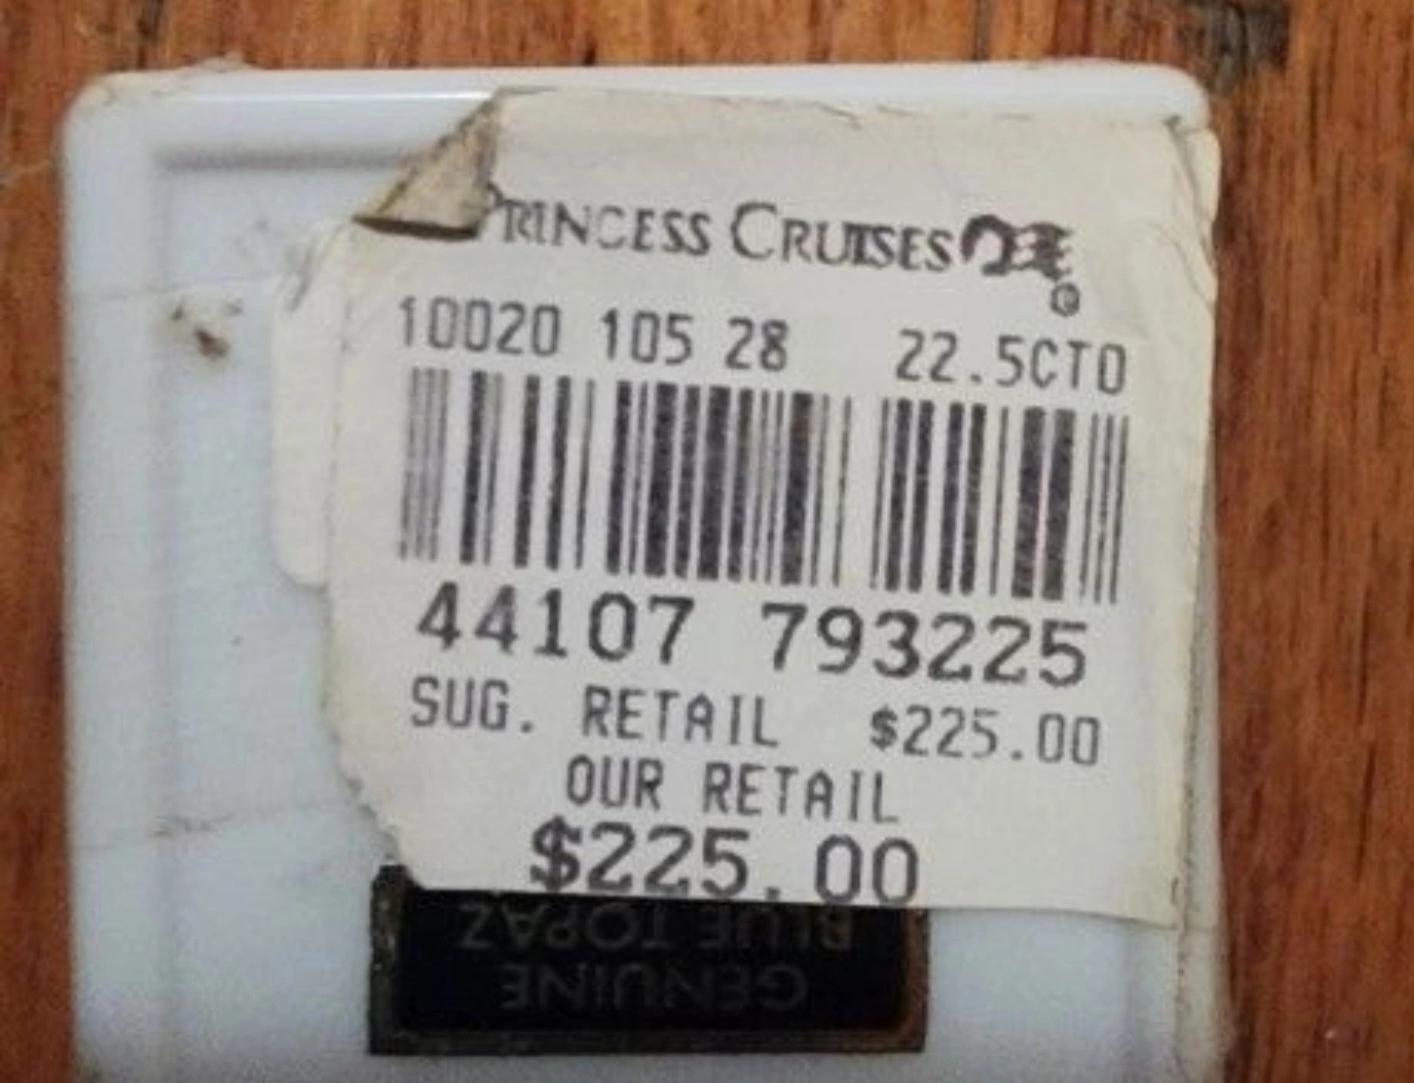 PRINCESS CRUISES
®
10020 105 28 22.5CTO
44107 793225
SUG. RETAIL $225.00
OUR RETAIL
$225.00
GENUINE
BLUE TOPAZ